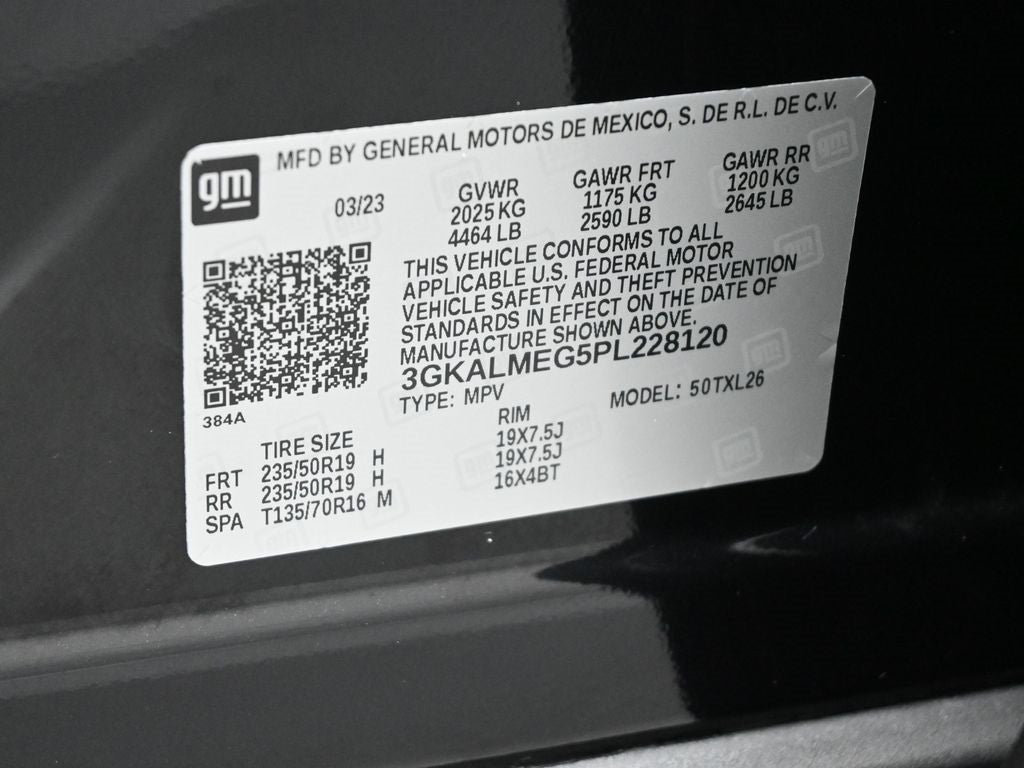 gm
MFD BY GENERAL MOTORS DE MEXICO, S. DE R.L. DE C.V.
03/23
GVWR
2025 KG
4464 LB
GAWR FRT
1175 KG
2590 LB
GAWR RR
1200 KG
2645 LB
THIS VEHICLE CONFORMS TO ALL
APPLICABLE U.S. FEDERAL MOTOR
VEHICLE SAFETY AND THEFT PREVENTION
STANDARDS IN EFFECT ON THE DATE OF
MANUFACTURE SHOWN ABOVE.
3GKALMEG5PL228120
TYPE: MPV MODEL: 50TXL26
384A
TIRE SIZE RIM
FRT 235/50R19 H 19X7.5J
RR 235/50R19 H 19X7.5J
SPA T135/70R16 M 16X4BT